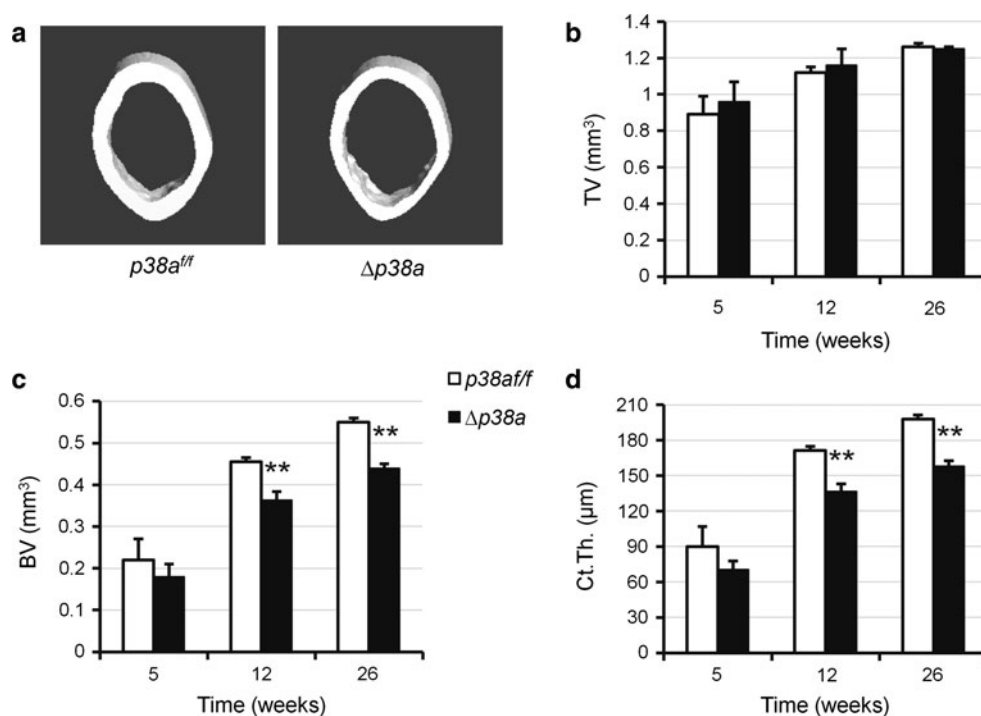 a
p38a^f/f
Δp38a
b
1.4
1.2
1
0.8
0.6
0.4
0.2
0
TV (mm³)
5 12 26
Time (weeks)
c
0.6
0.5
0.4
0.3
0.2
0.1
0
BV (mm³)
**
**
5 12 26
Time (weeks)
p38af/f
Δp38a
d
210
180
150
120
90
60
30
0
Ct.Th. (µm)
**
**
5 12 26
Time (weeks)